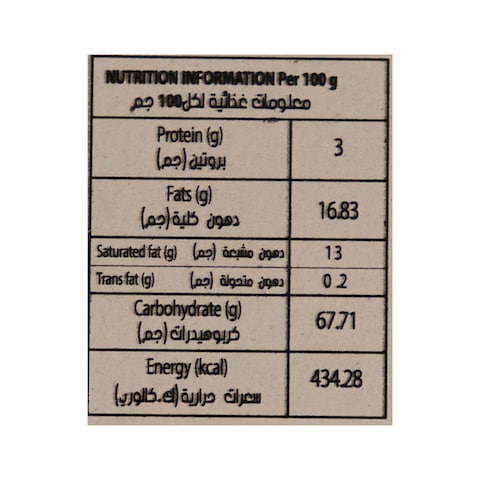 NUTRITION INFORMATION Per 100 g
معلومات غذائية لكل100 جم
Protein (g)
بروتين (جم)
3
Fats (g)
دهون كلية (جم)
16.83
Saturated fat (g) دهون مشبعة (جم) 13
Trans fat (g) دهون متحولة (جم) 0.2
Carbohydrate (g)
كربوهيدرات (جم)
67.71
Energy (kcal)
سعرات حرارية (ك.كالوري)
434.28